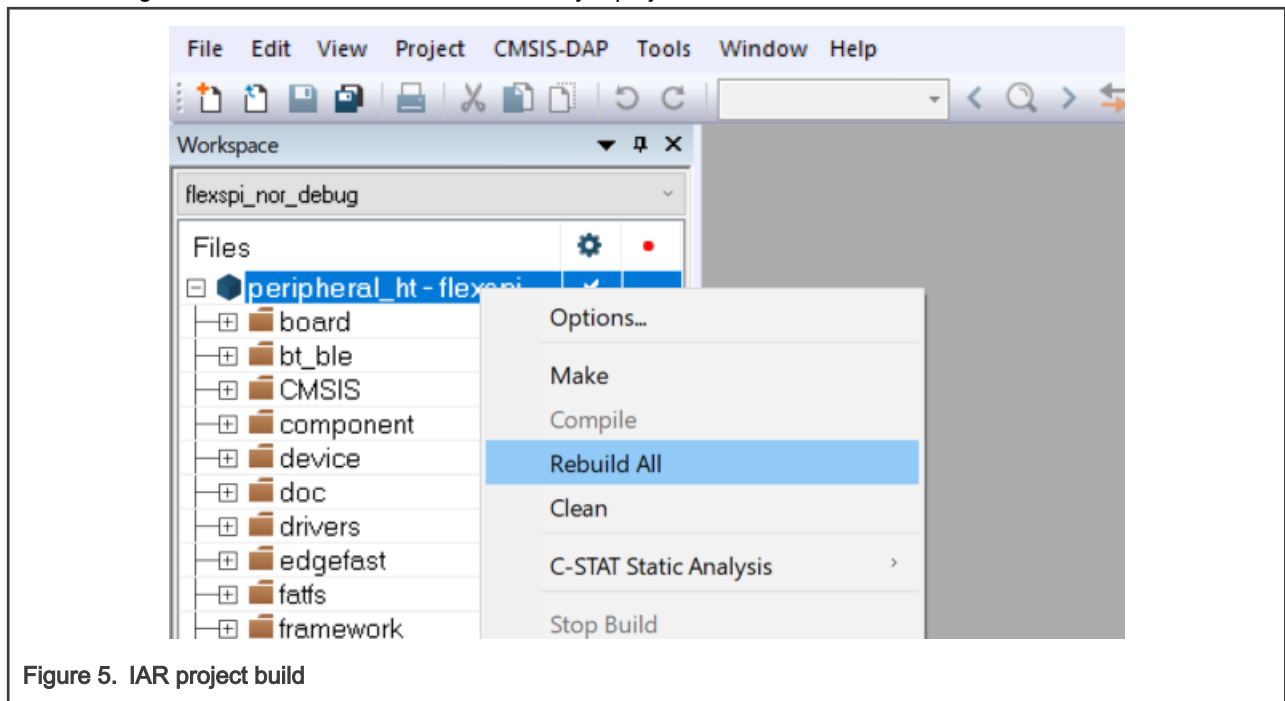 File Edit View Project CMSIS-DAP Tools Window Help
Workspace
flexspi_nor_debug
Files
peripheral_ht - flexspi
Options...
board
bt_ble
Make
CMSIS
Compile
component
Rebuild All
device
doc
Clean
drivers
edgefast
C-STAT Static Analysis
fatfs
framework
Stop Build
Figure 5. IAR project build